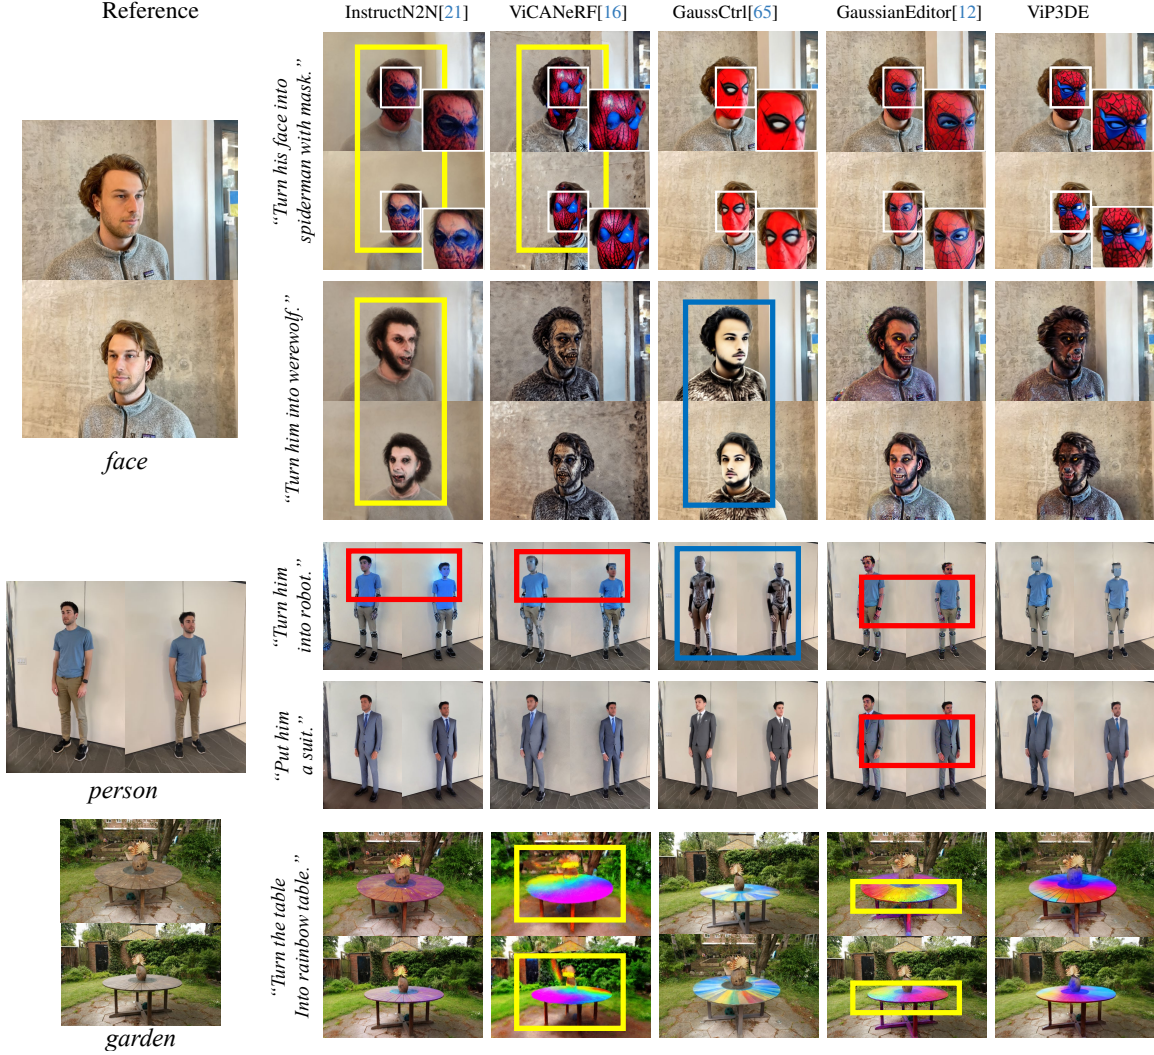 Reference
InstructN2N[21]
ViCANeRF[16]
GaussCtrl[65]
GaussianEditor[12]
ViP3DE
“Turn his face into
spiderman with mask.”
“Turn him into werewolf.”
face
“Turn him
into robot.”
“Put him
a suit.”
person
“Turn the table
Into rainbow table.”
garden